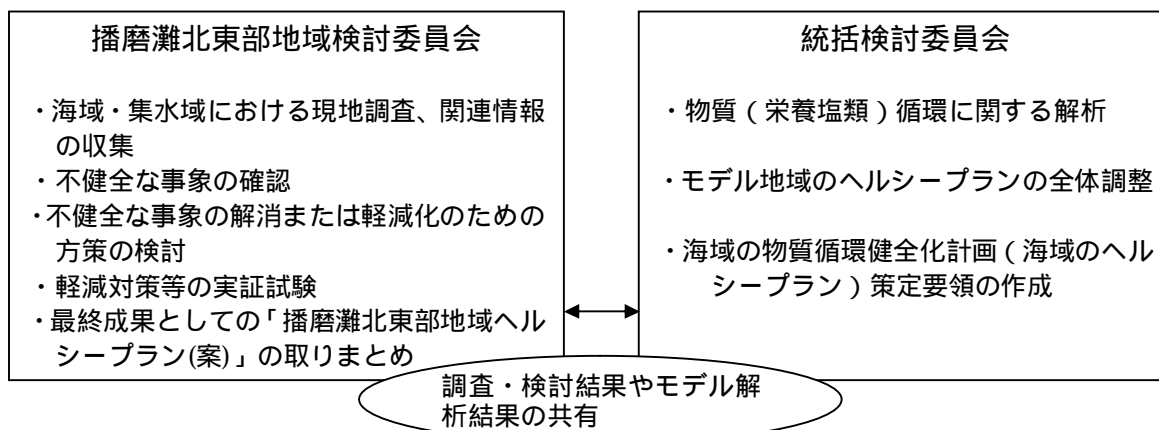 播磨灘北東部地域検討委員会
・海域・集水域における現地調査、関連情報
の収集
・不健全な事象の確認
・不健全な事象の解消または軽減化のための
方策の検討
・軽減対策等の実証試験
・最終成果としての「播磨灘北東部地域ヘル
シープラン(案)」の取りまとめ
統括検討委員会
・物質(栄養塩類)循環に関する解析
・モデル地域のヘルシープランの全体調整
・海域の物質循環健全化計画(海域のヘル
シープラン)策定要領の作成
調査・検討結果やモデル解
析結果の共有